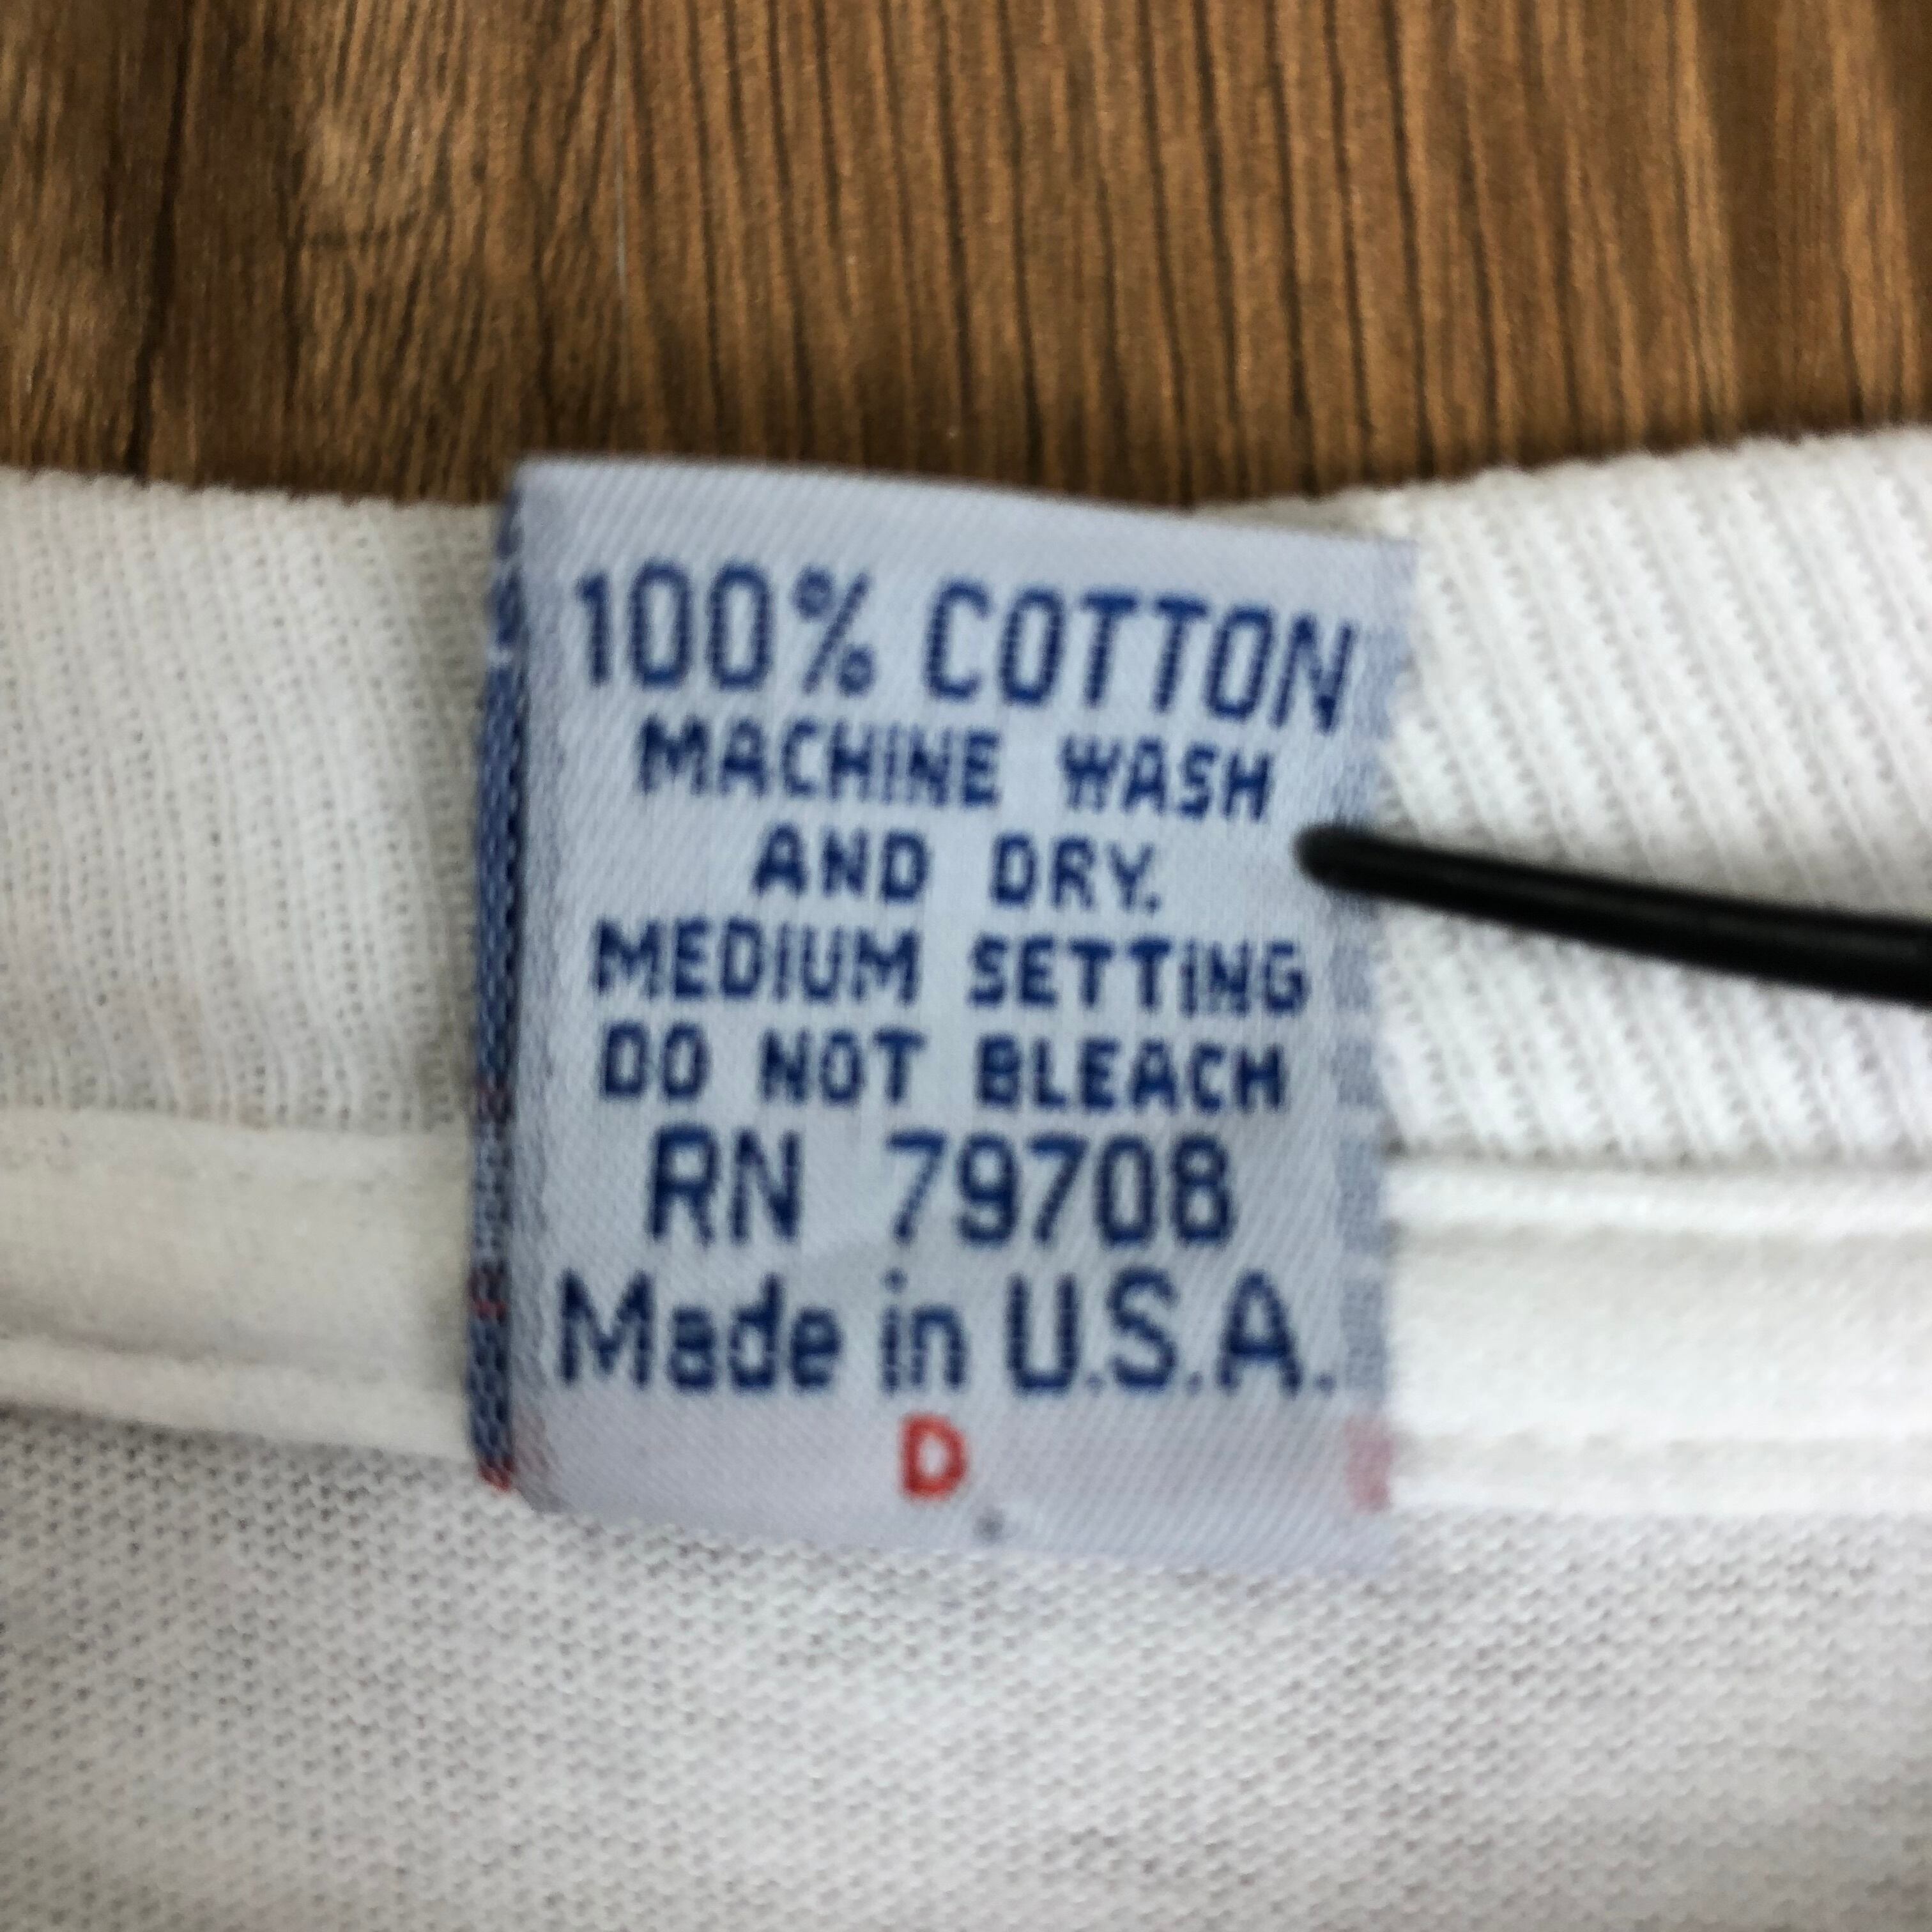 100% COTTON
MACHINE WASH
AND DRY.
MEDIUM SETTING
DO NOT BLEACH
RN 79708
Made in U.S.A.
D